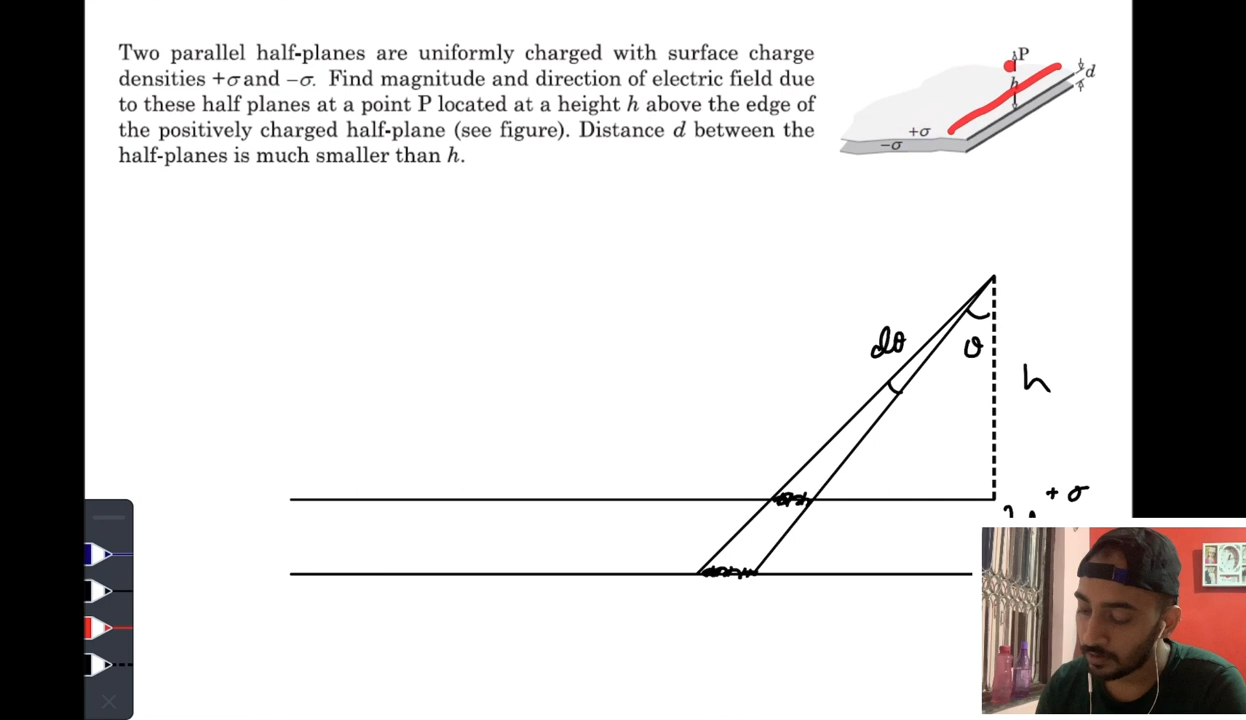 Two parallel half-planes are uniformly charged with surface charge
densities +σ and −σ. Find magnitude and direction of electric field due
to these half planes at a point P located at a height h above the edge of
the positively charged half-plane (see figure). Distance d between the
half-planes is much smaller than h.
P
h
d
+σ
−σ
dθ
θ
h
+σ